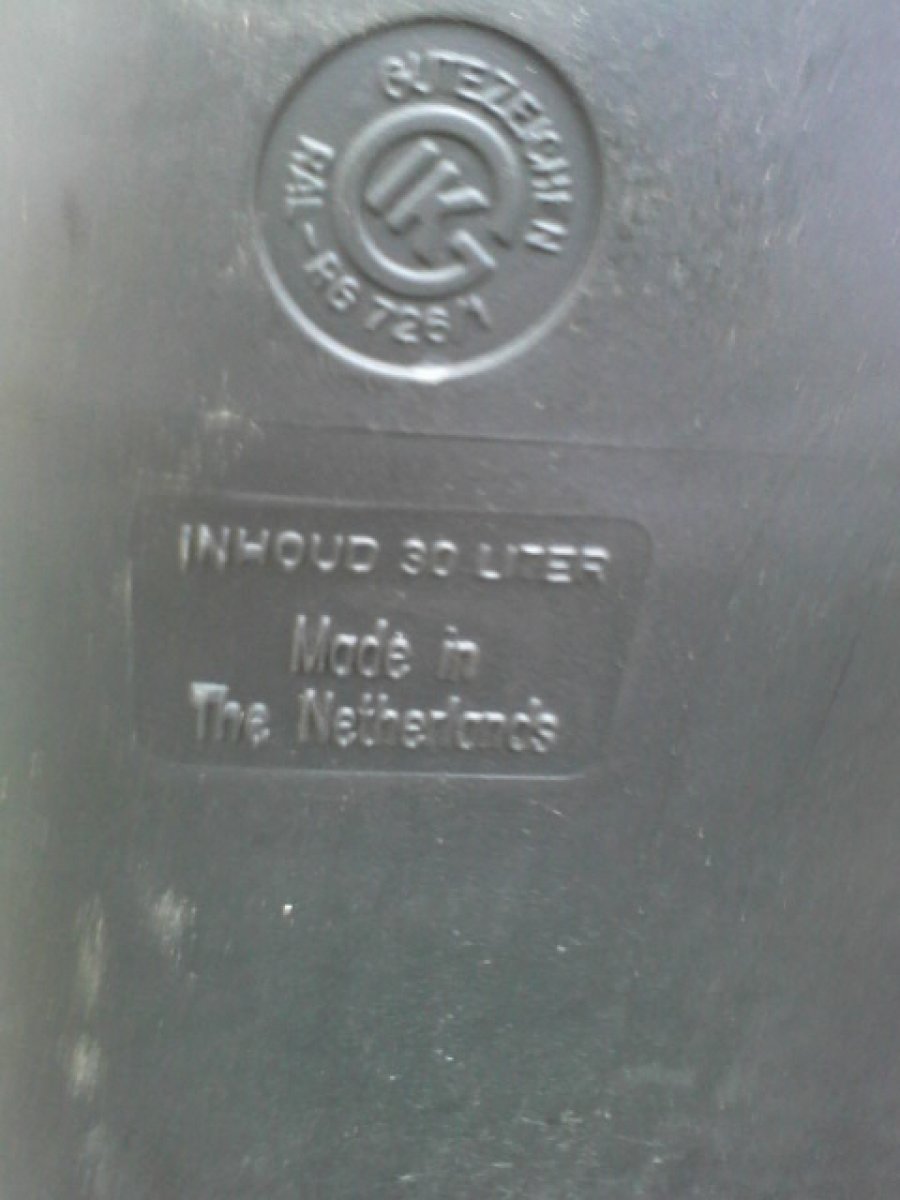 GÜTEZEICHEN
IKG
RAL-RG 726/1
INHOUD 30 LITER
Made in
The Netherlands